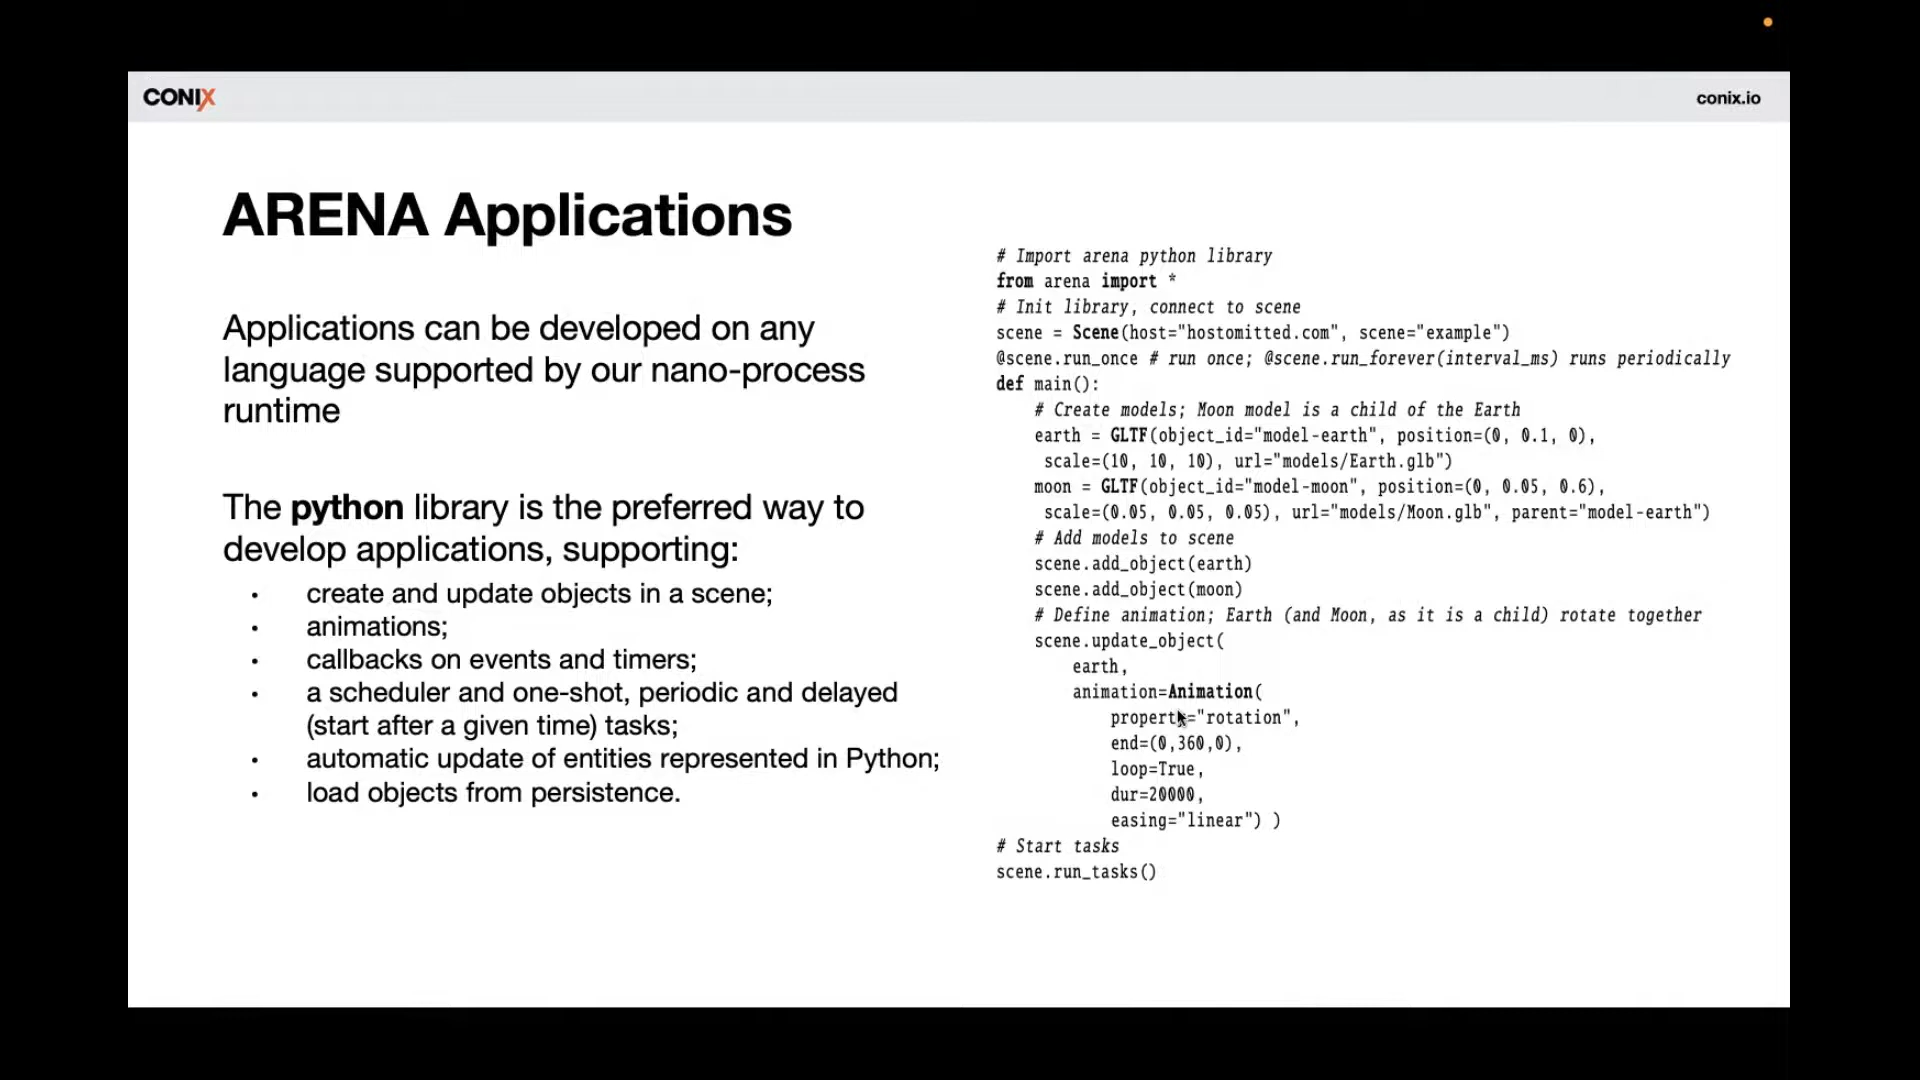 CONIX
conix.io
ARENA Applications
Applications can be developed on any
language supported by our nano-process
runtime
The python library is the preferred way to
develop applications, supporting:
• create and update objects in a scene;
• animations;
• callbacks on events and timers;
• a scheduler and one-shot, periodic and delayed
(start after a given time) tasks;
• automatic update of entities represented in Python;
• load objects from persistence.
# Import arena python library
from arena import *
# Init library, connect to scene
scene = Scene(host="hostomitted.com", scene="example")
@scene.run_once # run once; @scene.run_forever(interval_ms) runs periodically
def main():
    # Create models; Moon model is a child of the Earth
    earth = GLTF(object_id="model-earth", position=(0, 0.1, 0),
     scale=(10, 10, 10), url="models/Earth.glb")
    moon = GLTF(object_id="model-moon", position=(0, 0.05, 0.6),
     scale=(0.05, 0.05, 0.05), url="models/Moon.glb", parent="model-earth")
    # Add models to scene
    scene.add_object(earth)
    scene.add_object(moon)
    # Define animation; Earth (and Moon, as it is a child) rotate together
    scene.update_object(
        earth,
        animation=Animation(
            property="rotation",
            end=(0,360,0),
            loop=True,
            dur=20000,
            easing="linear") )
# Start tasks
scene.run_tasks()